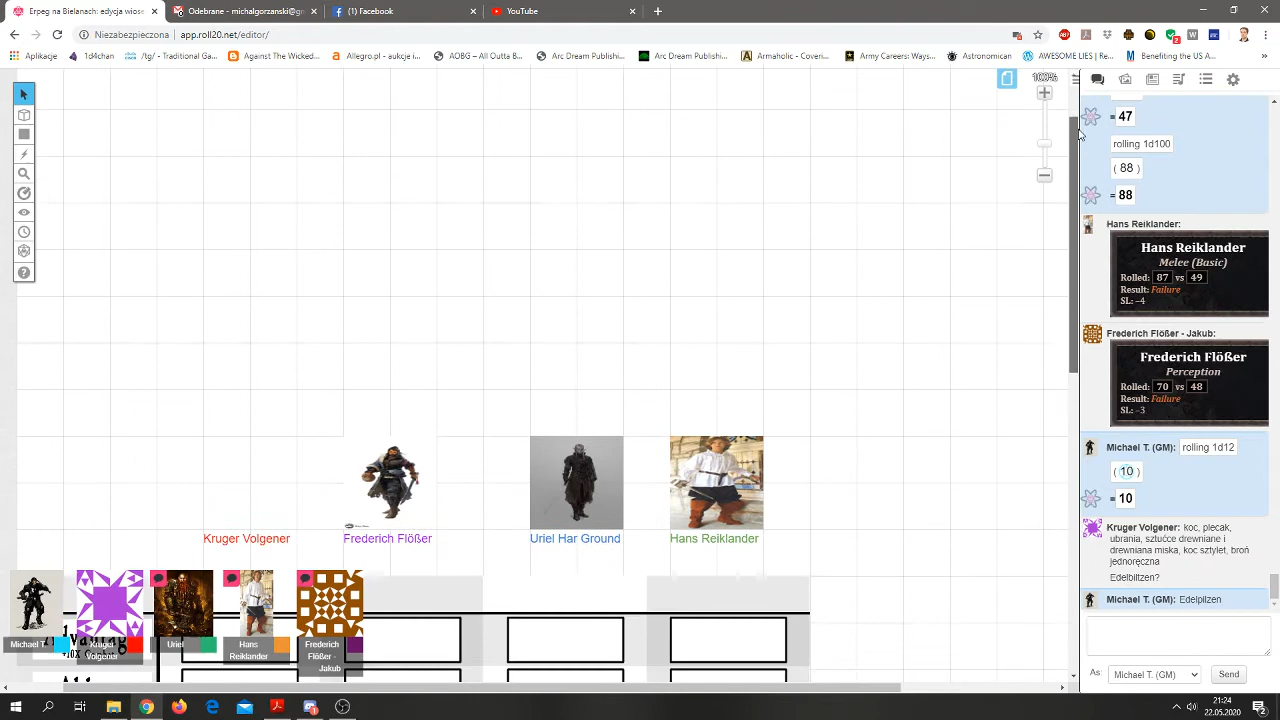 Erpeg na Bielanach: edycja wiose
Odebrane – michalpczanski@gm
Facebook
YouTube
Niezabezpieczona
app.roll20.net/editor/
Aplikacje
1d4chan
/tg/ - Traditional Ga...
Against The Wicked...
Allegro.pl - aukcje i...
AOBE - All Outta B...
Arc Dream Publishi...
Arc Dream Publishi...
Armaholic - Coveri...
Army Careers: Ways...
Astronomican
AWESOME LIES | Re...
Benefiting the US A...
100%
= 47
rolling 1d100
( 88 )
= 88
Hans Reiklander:
Hans Reiklander
Melee (Basic)
Rolled: 87 vs 49
Result: Failure
SL: -4
Frederich Flößer - Jakub:
Frederich Flößer
Perception
Rolled: 70 vs 48
Result: Failure
SL: -3
Michael T. (GM): rolling 1d12
( 10 )
= 10
Kruger Volgener: koc, plecak,
ubrania, sztućce drewniane i
drewniana miska, koc sztylet, broń
jednoręczna
Edelbiltzen?
Michael T. (GM): Edelpilzen
As: Michael T. (GM)
Send
Kruger Volgener
Frederich Flößer
Uriel Har Ground
Hans Reiklander
Michael T.
Kruger
Volgener
Uriel
Hans
Reiklander
Frederich
Flößer -
Jakub
21:24
22.05.2020